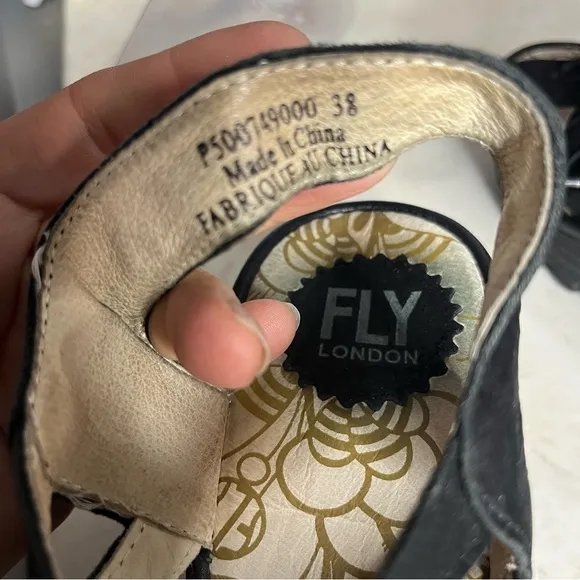 P500749000 38
Made in China
FABRIQUE AU CHINA
FLY
LONDON